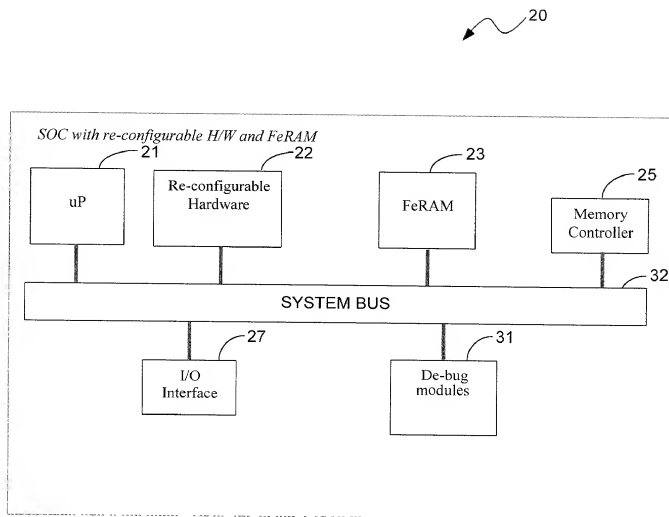 20
SOC with re-configurable H/W and FeRAM
21
22
23
25
uP
Re-configurable
Hardware
FeRAM
Memory
Controller
32
SYSTEM BUS
27
31
I/O
Interface
De-bug
modules